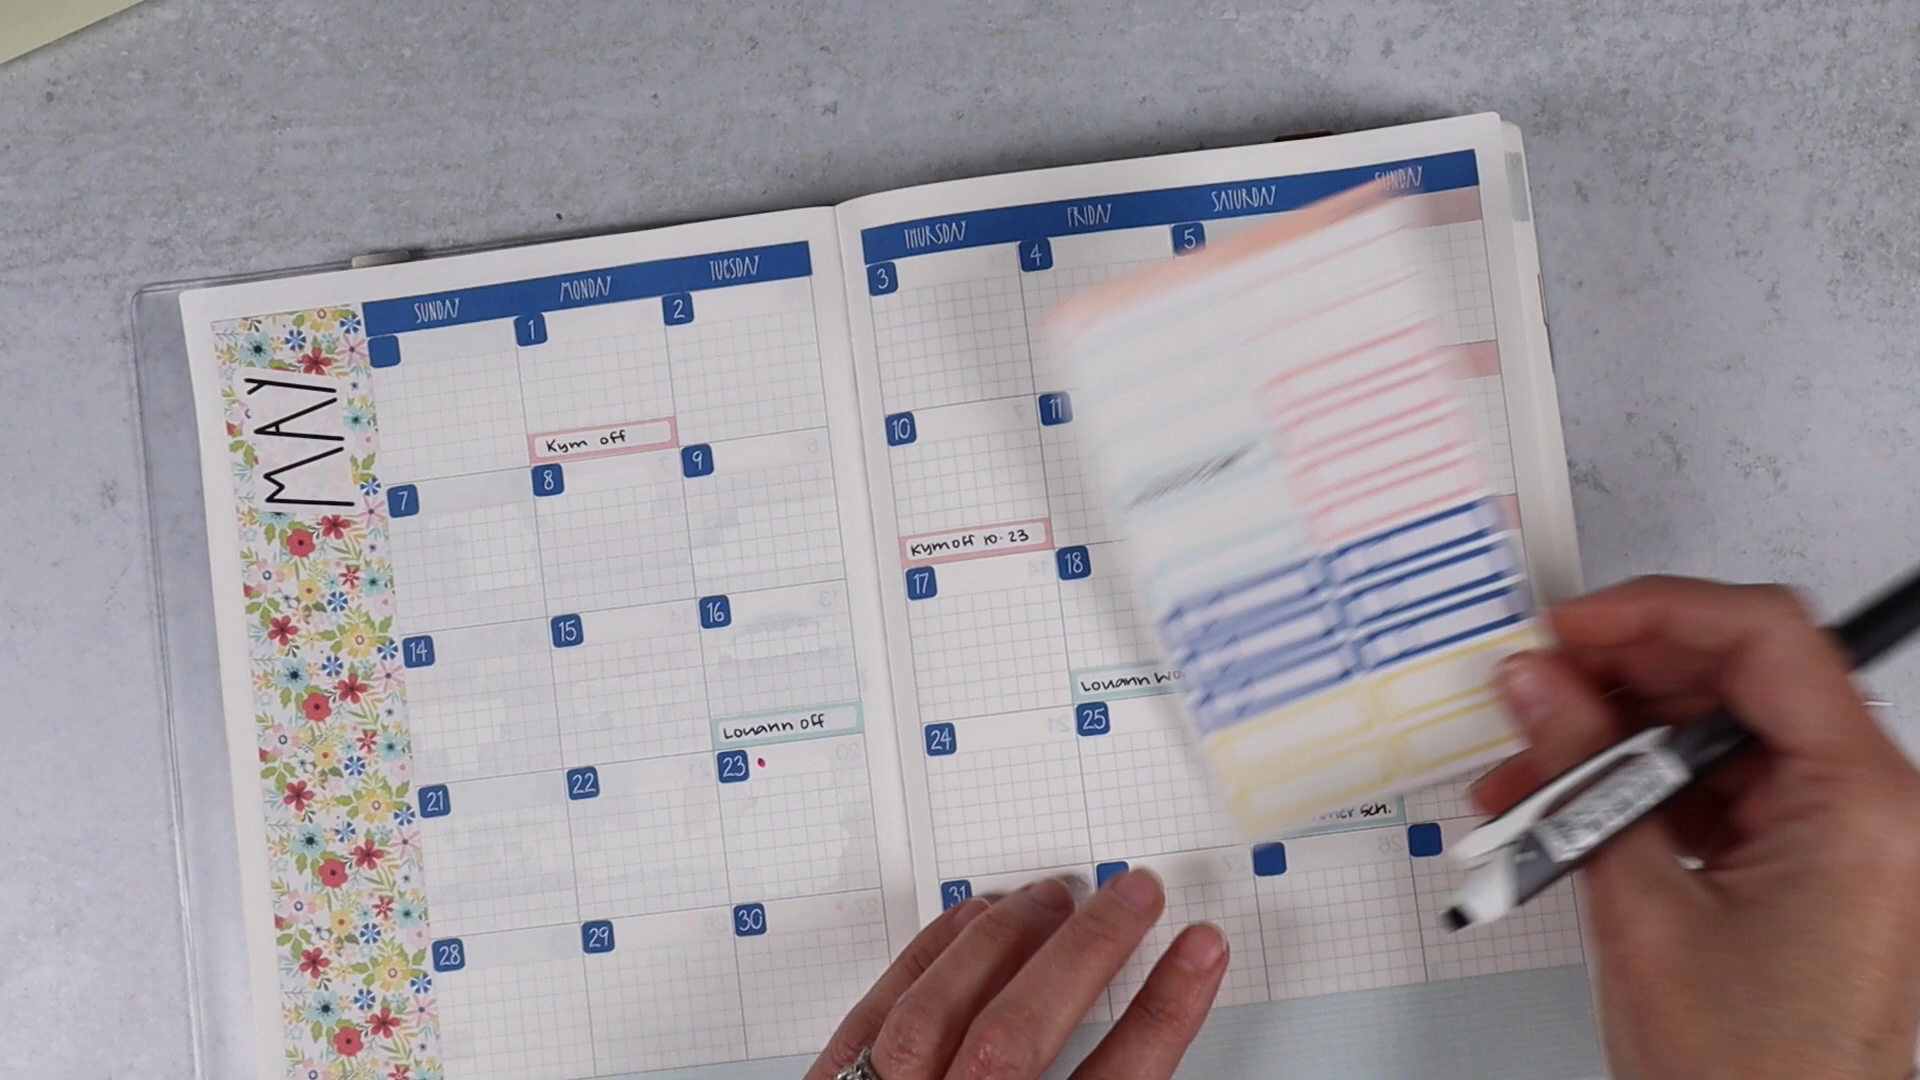 MAY
SUNDAY MONDAY TUESDAY
THURSDAY FRIDAY SATURDAY SUNDAY
1 2
3 4 5
Kym off
7 8 9
10 11
Kym off 10-23
14 15 16
17 18
Louann off
Louann
21 22 23
24 25
sch.
28 29 30
31